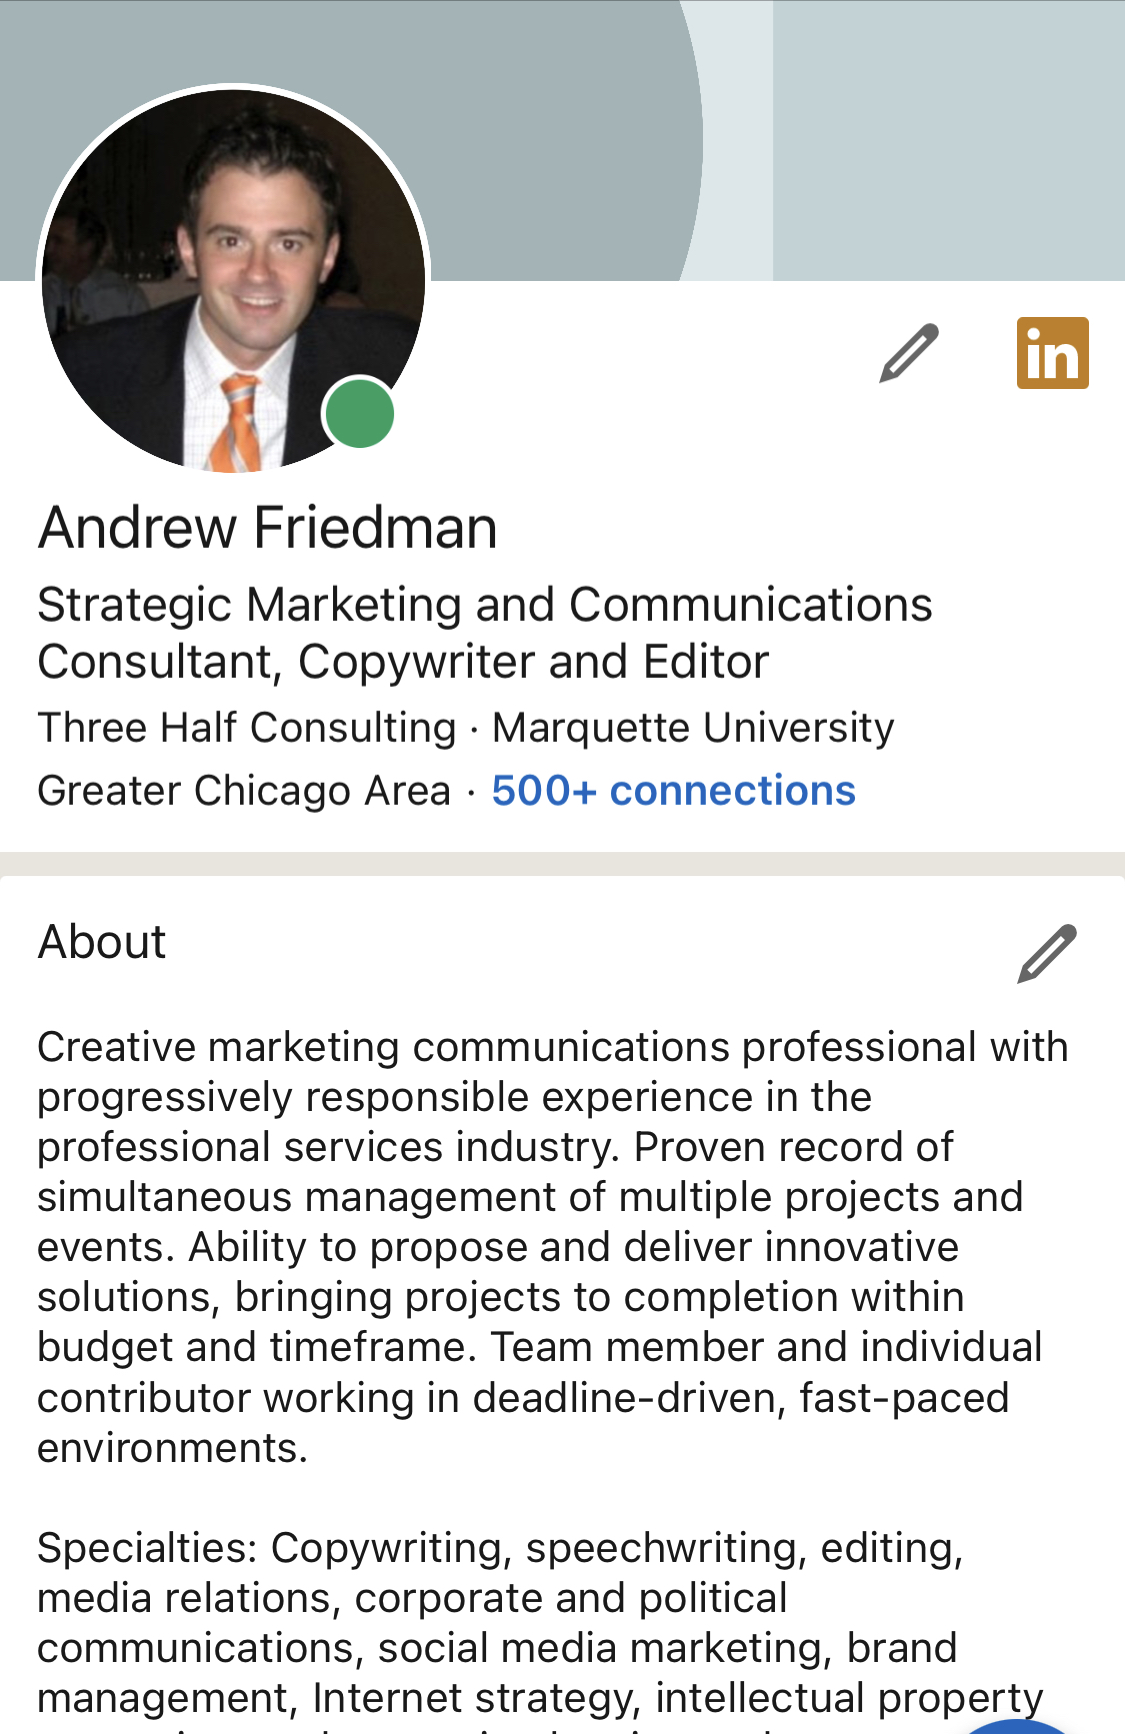 in
Andrew Friedman
Strategic Marketing and Communications
Consultant, Copywriter and Editor
Three Half Consulting · Marquette University
Greater Chicago Area · 500+ connections
About
Creative marketing communications professional with
progressively responsible experience in the
professional services industry. Proven record of
simultaneous management of multiple projects and
events. Ability to propose and deliver innovative
solutions, bringing projects to completion within
budget and timeframe. Team member and individual
contributor working in deadline-driven, fast-paced
environments.
Specialties: Copywriting, speechwriting, editing,
media relations, corporate and political
communications, social media marketing, brand
management, Internet strategy, intellectual property